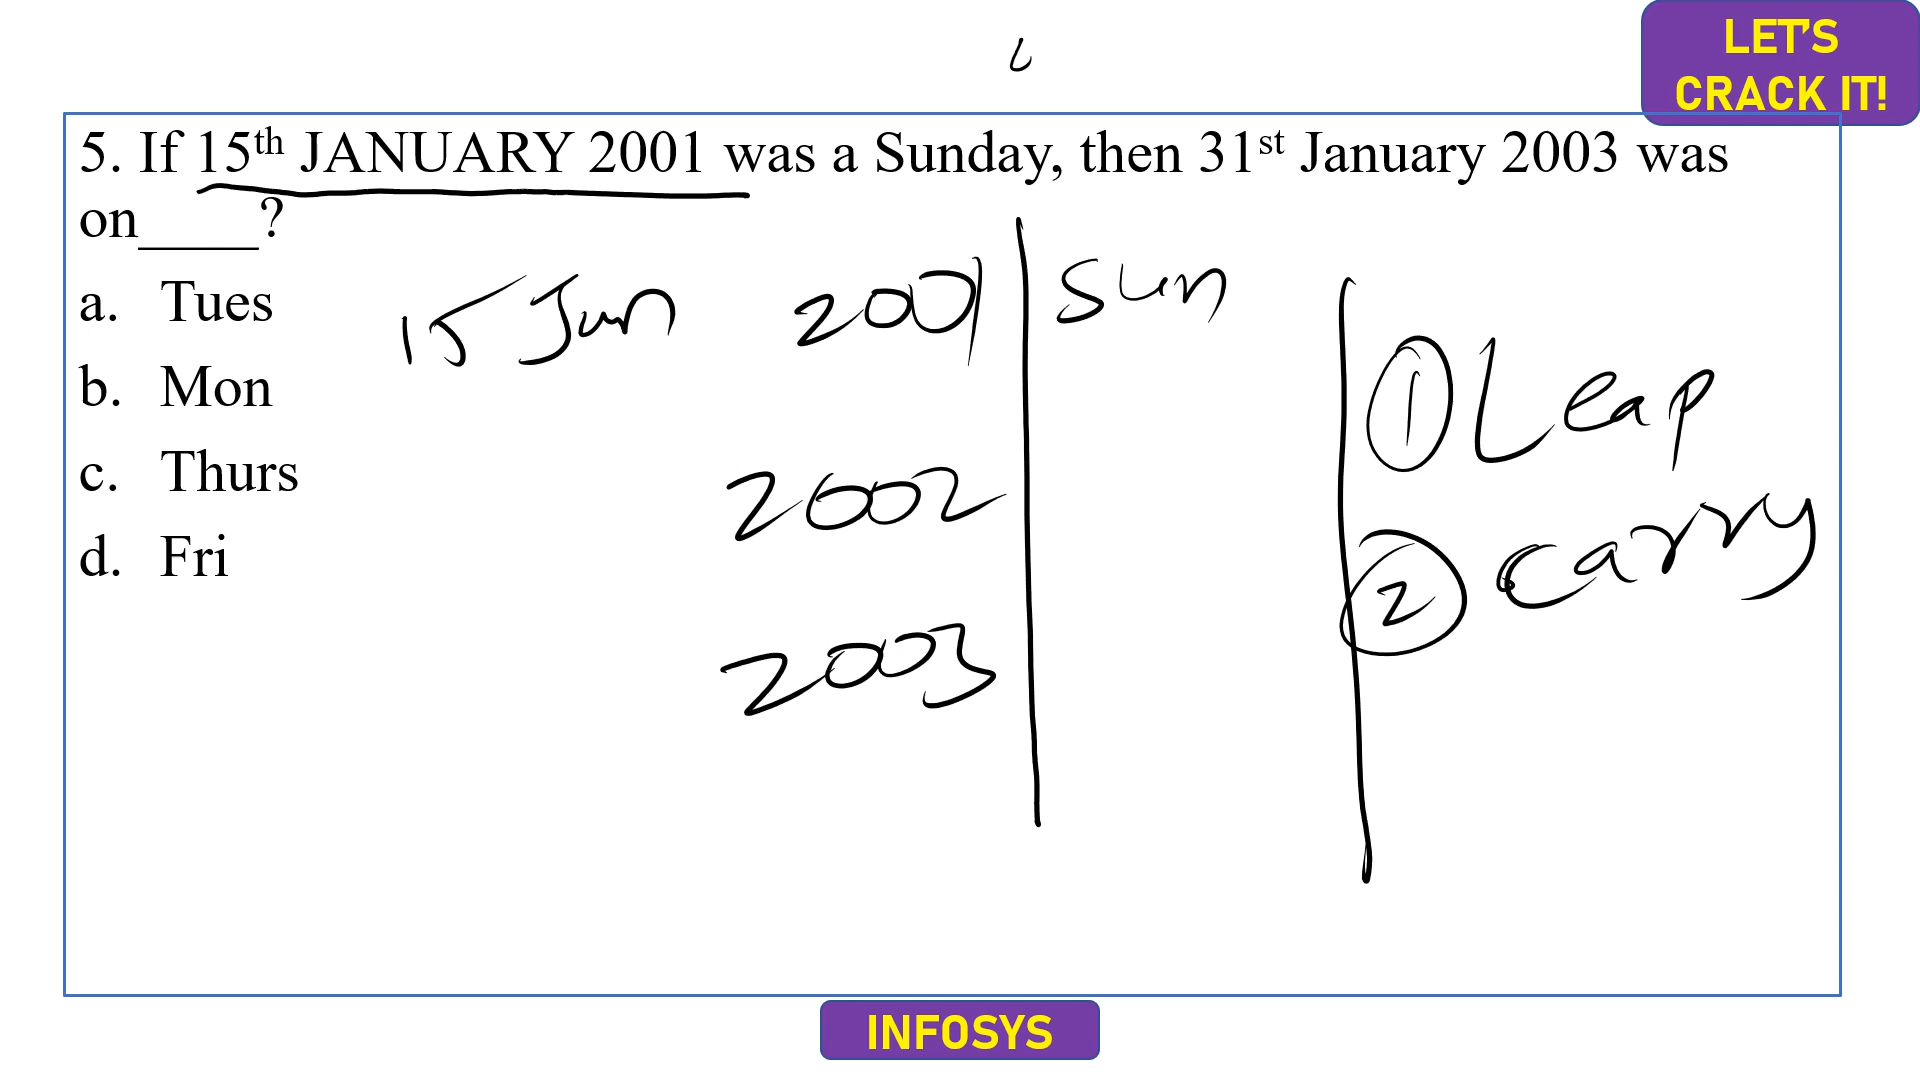 LET'S
CRACK IT!
5. If 15th JANUARY 2001 was a Sunday, then 31st January 2003 was
on____?
a. Tues
b. Mon
c. Thurs
d. Fri
15 Jan 2001 Sun
2002
2003
1 Leap
2 Carry
INFOSYS